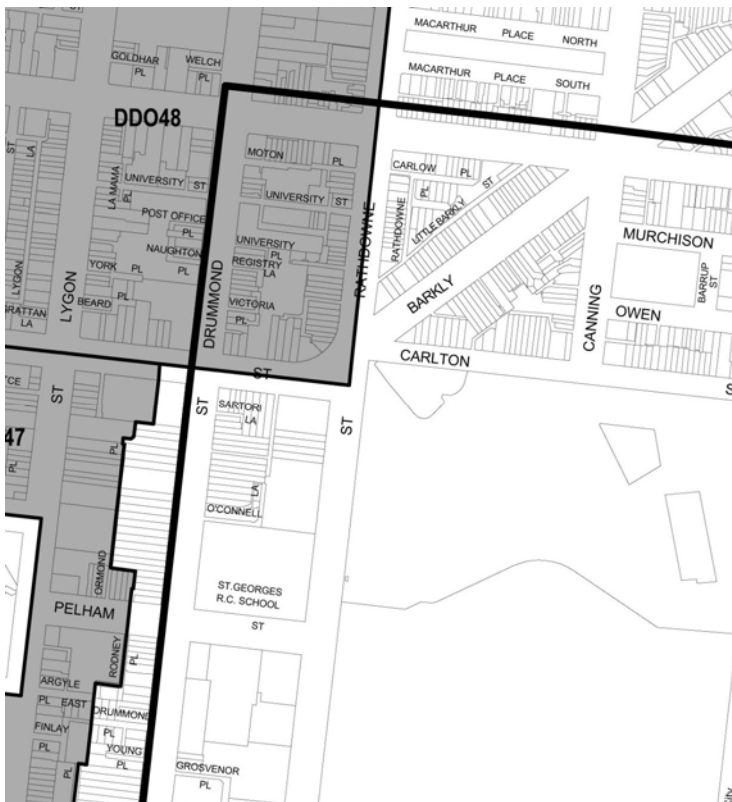 MACARTHUR PLACE NORTH
MACARTHUR PLACE SOUTH
GOLDHAR
PL
WELCH
PL
DDO48
ST
LA
MOTON PL
CARLOW PL
LA MAMA
PL
UNIVERSITY ST
UNIVERSITY ST
PL
RATHDOWNE
LITTLE BARKLY ST
POST OFFICE
PL
MURCHISON
NAUGHTON
PL
UNIVERSITY
PL
REGISTRY
LA
RATHDOWNE
YORK PL
BARKLY
BARRUP
ST
LYGON
LYGON
BEARD
PL
DRUMMOND
VICTORIA
PL
CANNING
OWEN
GRATTAN
LA
CARLTON
ST
S
ST
ST
ST
SARTORI
LA
47
PL
PL
LA
O'CONNELL
ORMOND
ST.GEORGES
R.C. SCHOOL
PELHAM
ST
RODNEY
PL
ARGYLE
PL
EAST
DRUMMOND
PL
FINLAY
PL
YOUNG
PL
PL
GROSVENOR
PL